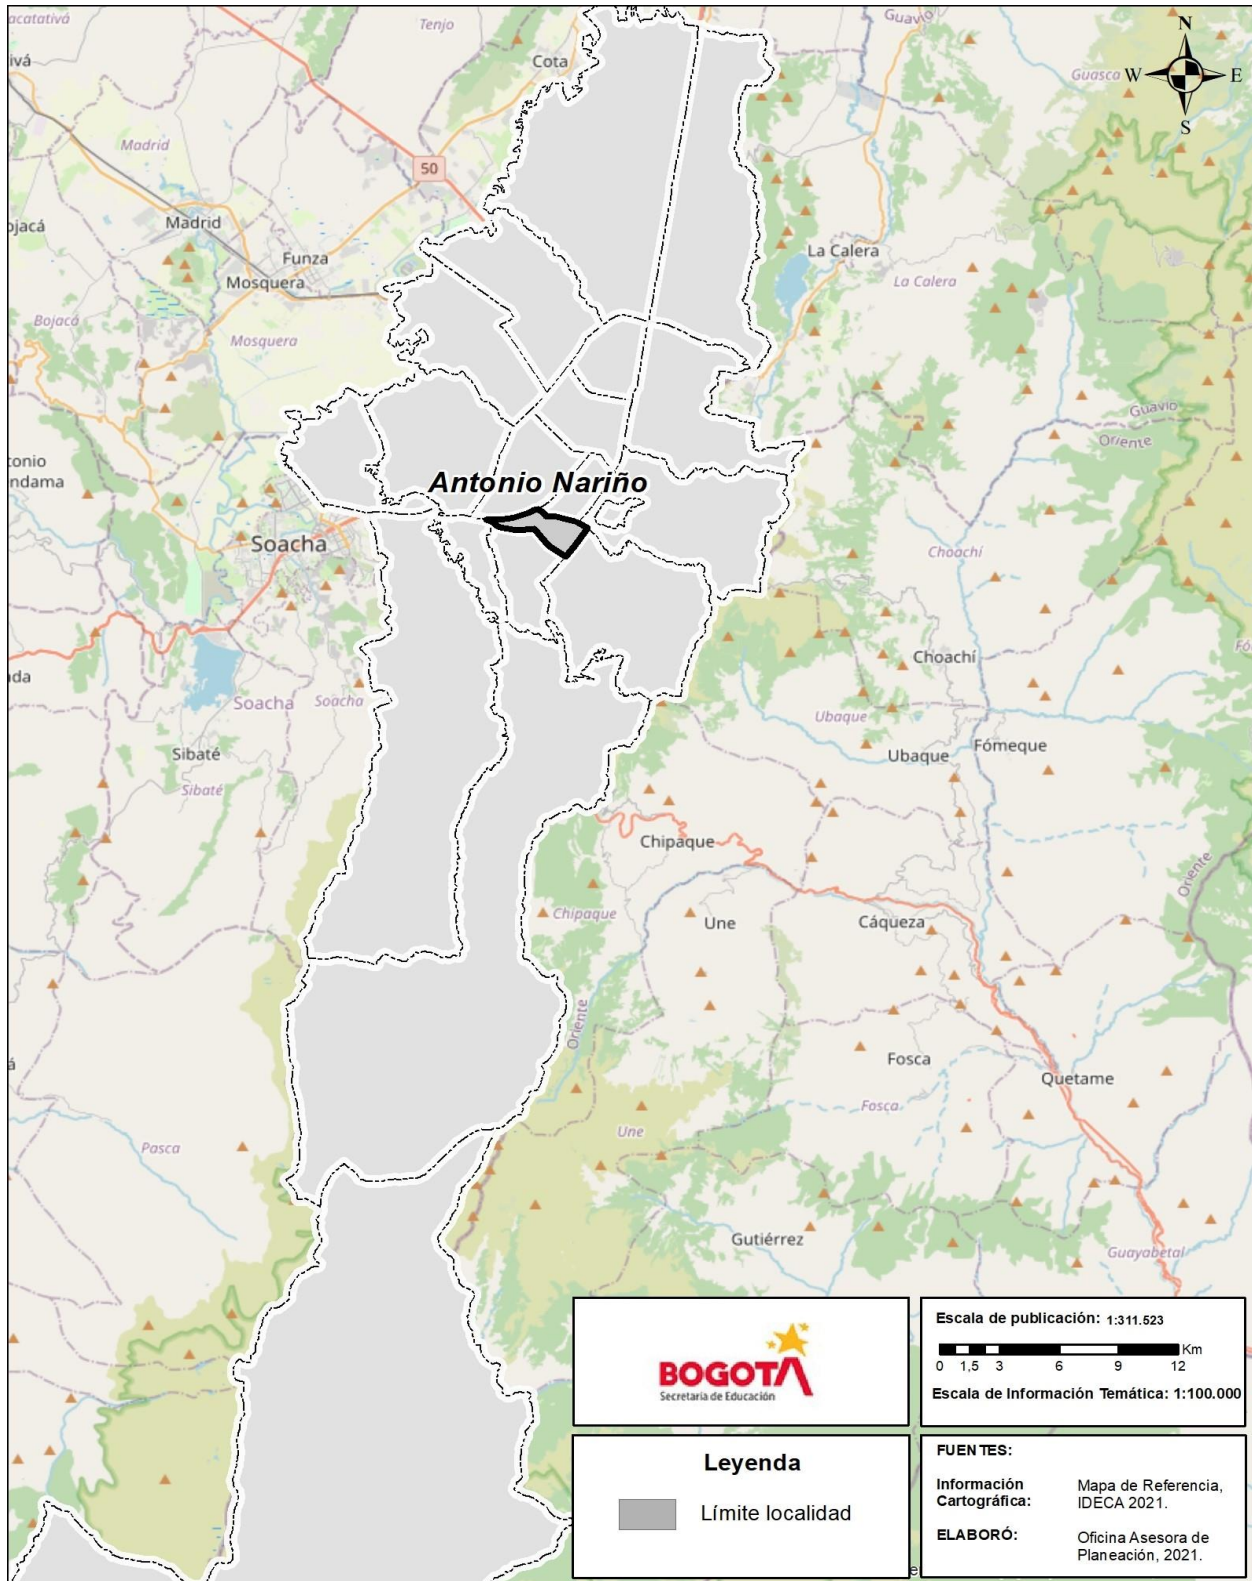 acatativá
Tenjo
Guavio
N
W
E
S
ivá
Cota
Guasca
Madrid
50
Madrid
ojacá
Funza
La Calera
Mosquera
La Calera
Bojacá
Mosquera
Guavio
Oriente
tonio
ndama
Antonio Nariño
Soacha
Choachí
Choachí
ada
Soacha
Soacha
Ubaque
Sibaté
Ubaque
Fómeque
Sibaté
Chipaque
Oriente
Chipaque
Une
Cáqueza
Oriente
Fosca
á
Quetame
Fosca
Une
Pasca
Gutiérrez
Guayabetal
BOGOTÁ
Secretaría de Educación
Escala de publicación: 1:311.523
Km
0 1,5 3 6 9 12
Escala de Información Temática: 1:100.000
Leyenda
Límite localidad
FUENTES:
Información
Cartográfica:
Mapa de Referencia,
IDECA 2021.
ELABORÓ:
Oficina Asesora de
Planeación, 2021.